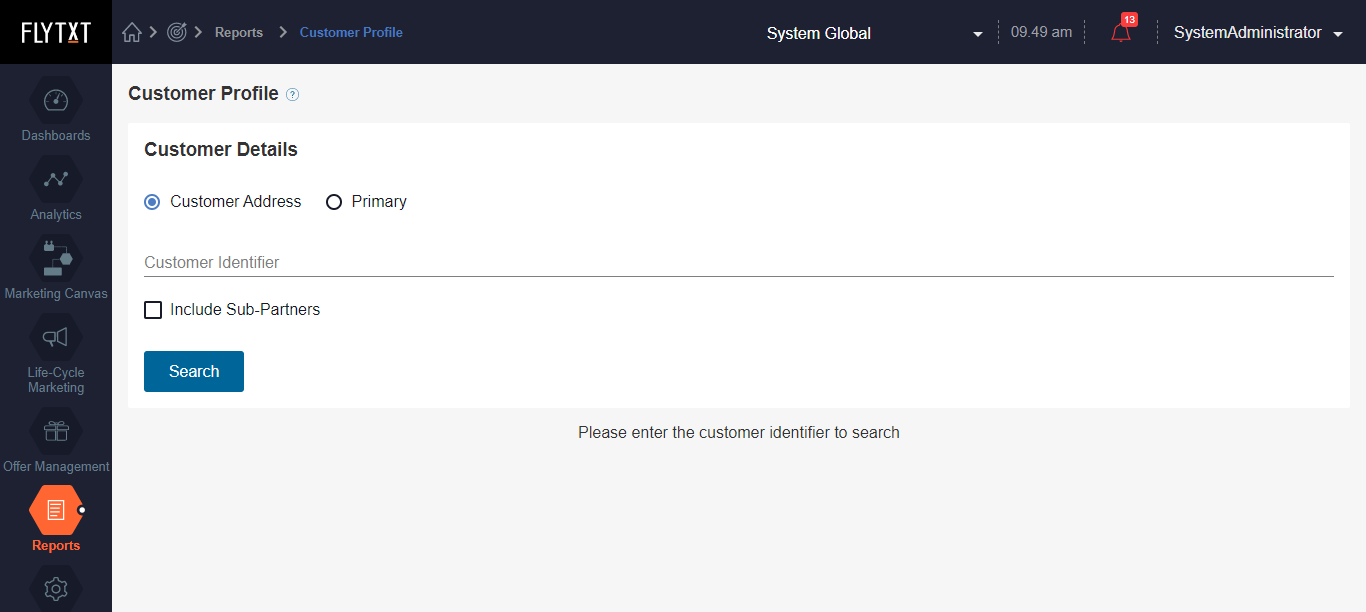 FLYTXT
Reports
Customer Profile
System Global
09.49 am
13
SystemAdministrator
Dashboards
Analytics
Marketing Canvas
Life-Cycle
Marketing
Offer Management
Reports
Customer Profile ?
Customer Details
Customer Address
Primary
Customer Identifier
Include Sub-Partners
Search
Please enter the customer identifier to search